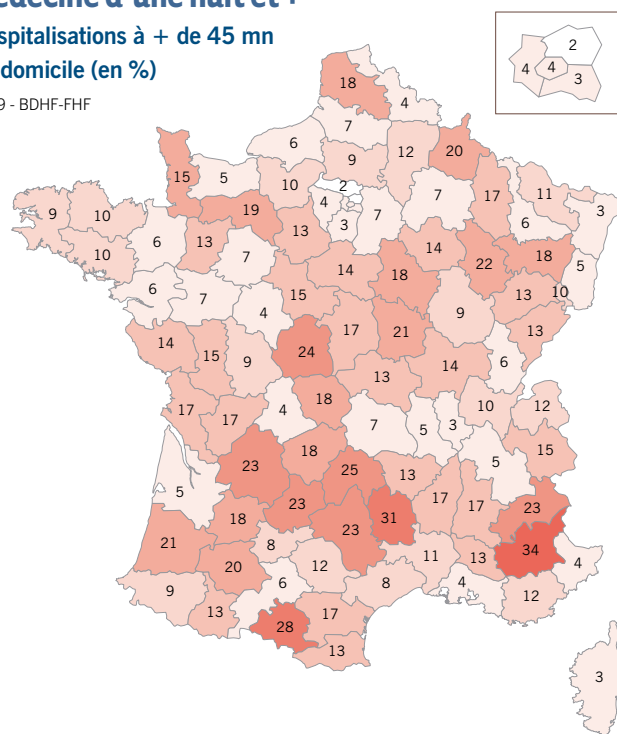 édecine d'une nuit et +
spitalisations à + de 45 mn
domicile (en %)
9 - BDHF-FHF
2
4 4 3
18
4
7
6 9 12 20
15 5 10 2 7 17 11 3
9 10 19 4 3 7 6
10 6 13 7 13 14 22 18 5
6 7 15 14 18 13 10
4 9
14 15 9 24 17 21 13
13 14 6
17 17 4 18 7 5 3 10 12
23 18 5 15
5 25 13
18 23 23 31 17 17 23
21 20 8 12 11 13 34 4
9 13 6 8 4 12
28 17
13
3